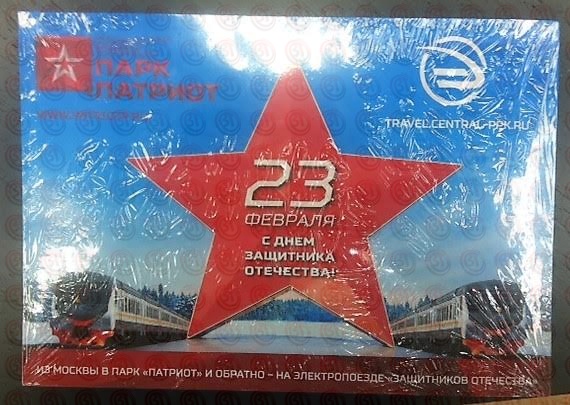 ПАРК
ПАТРИОТ
TRAVEL.CENTRAL-PPK.RU
23
ФЕВРАЛЯ
С ДНЕМ
ЗАЩИТНИКА
ОТЕЧЕСТВА!
ИЗ МОСКВЫ В ПАРК «ПАТРИОТ» И ОБРАТНО – НА ЭЛЕКТРОПОЕЗДЕ «ЗАЩИТНИКОВ ОТЕЧЕСТВА»